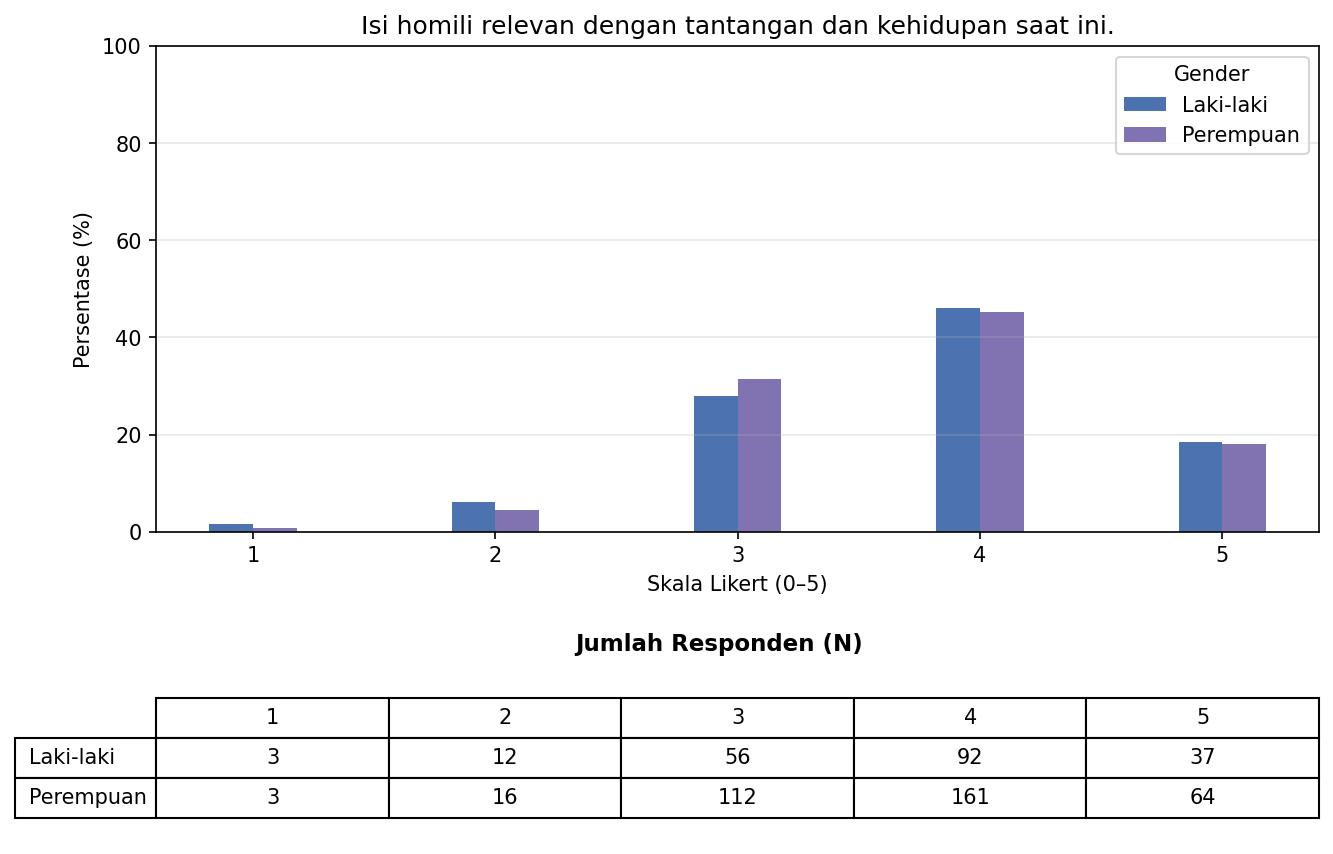 Isi homili relevan dengan tantangan dan kehidupan saat ini.
100
80
60
40
20
0
Persentase (%)
Gender
Laki-laki
Perempuan
1 2 3 4 5
Skala Likert (0–5)
Jumlah Responden (N)
1 2 3 4 5
Laki-laki 3 12 56 92 37
Perempuan 3 16 112 161 64